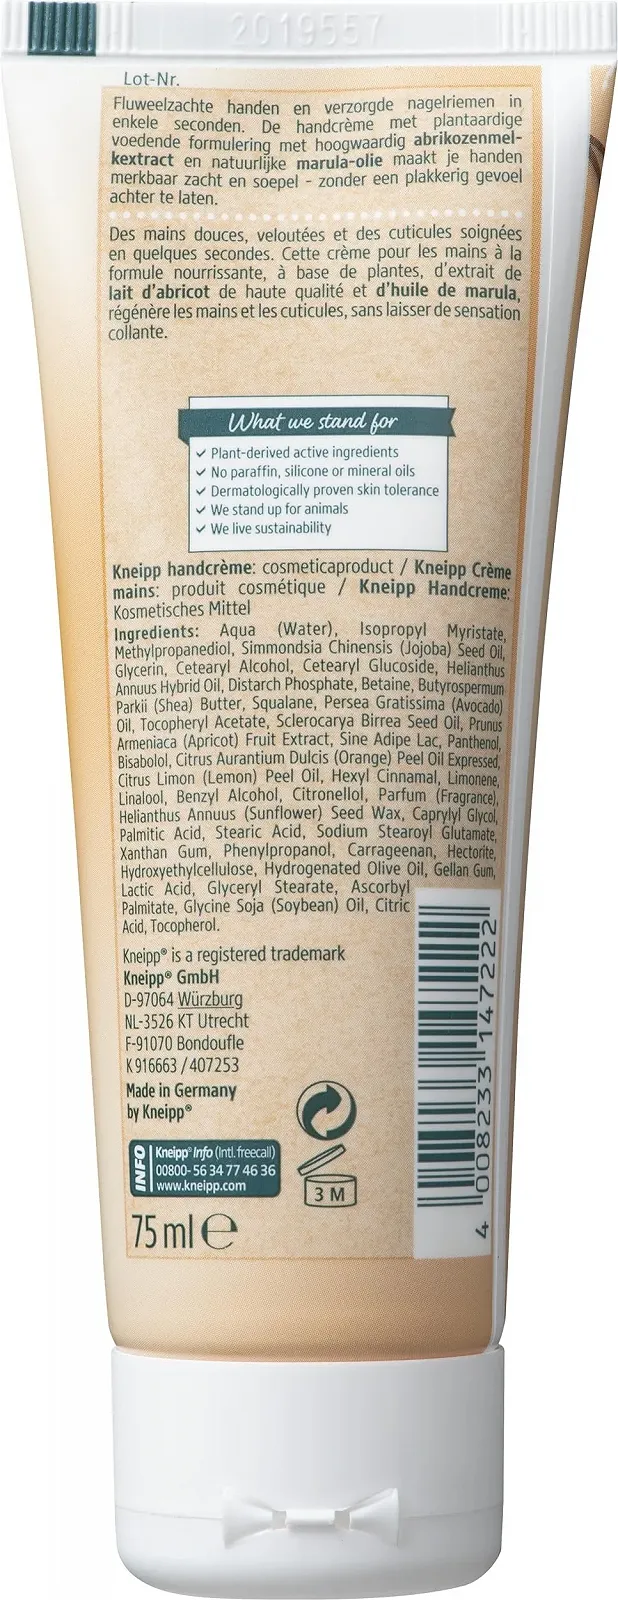 2019557
Lot-Nr.
Fluweelzachte handen en verzorgde nagelriemen in
enkele seconden. De handcrème met plantaardige
voedende formulering met hoogwaardig abrikozenmel-
kextract en natuurlijke marula-olie maakt je handen
merkbaar zacht en soepel - zonder een plakkerig gevoel
achter te laten.
Des mains douces, veloutées et des cuticules soignées
en quelques secondes. Cette crème pour les mains à la
formule nourrissante, à base de plantes, d'extrait de
lait d'abricot de haute qualité et d'huile de marula,
régénère les mains et les cuticules, sans laisser de sensation
collante.
What we stand for
✓ Plant-derived active ingredients
✓ No paraffin, silicone or mineral oils
✓ Dermatologically proven skin tolerance
✓ We stand up for animals
✓ We live sustainability
Kneipp handcrème: cosmeticaproduct / Kneipp Crème
mains: produit cosmétique / Kneipp Handcreme:
Kosmetisches Mittel
Ingredients: Aqua (Water), Isopropyl Myristate,
Methylpropanediol, Simmondsia Chinensis (Jojoba) Seed Oil,
Glycerin, Cetearyl Alcohol, Cetearyl Glucoside, Helianthus
Annuus Hybrid Oil, Distarch Phosphate, Betaine, Butyrospermum
Parkii (Shea) Butter, Squalane, Persea Gratissima (Avocado)
Oil, Tocopheryl Acetate, Sclerocarya Birrea Seed Oil, Prunus
Armeniaca (Apricot) Fruit Extract, Sine Adipe Lac, Panthenol,
Bisabolol, Citrus Aurantium Dulcis (Orange) Peel Oil Expressed,
Citrus Limon (Lemon) Peel Oil, Hexyl Cinnamal, Limonene,
Linalool, Benzyl Alcohol, Citronellol, Parfum (Fragrance),
Helianthus Annuus (Sunflower) Seed Wax, Caprylyl Glycol,
Palmitic Acid, Stearic Acid, Sodium Stearoyl Glutamate,
Xanthan Gum, Phenylpropanol, Carrageenan, Hectorite,
Hydroxyethylcellulose, Hydrogenated Olive Oil, Gellan Gum,
Lactic Acid, Glyceryl Stearate, Ascorbyl
Palmitate, Glycine Soja (Soybean) Oil, Citric
Acid, Tocopherol.
Kneipp® is a registered trademark
Kneipp® GmbH
D-97064 Würzburg
NL-3526 KT Utrecht
F-91070 Bondoufle
K 916663 / 407253
Made in Germany
by Kneipp®
INFO
Kneipp® Info (Intl. freecall)
00800- 56 34 77 46 36
www.kneipp.com
3 M
75 ml ℮
4 008233 147222